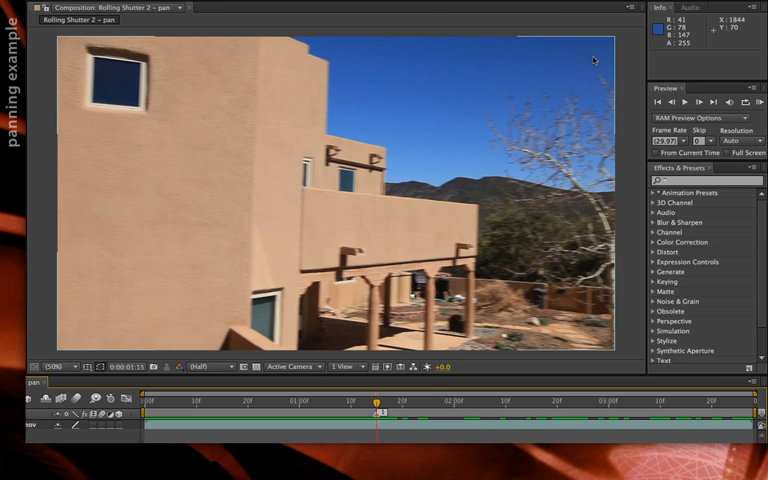 panning example
Composition: Rolling Shutter 2 - pan
Rolling Shutter 2 - pan
Info
Audio
R : 41
G : 78
B : 147
A : 255
X : 1844
Y : 70
Preview
RAM Preview Options
Frame Rate
Skip
Resolution
(29.97)
0
Auto
From Current Time
Full Screen
Effects & Presets
* Animation Presets
3D Channel
Audio
Blur & Sharpen
Channel
Color Correction
Distort
Expression Controls
Generate
Keying
Matte
Noise & Grain
Obsolete
Perspective
Simulation
Stylize
Synthetic Aperture
Text
(50%)
0:00:01:15
(Half)
Active Camera
1 View
+0.0
pan
10f
20f
01:00f
10f
20f
02:00f
10f
20f
03:00f
10f
20f
1